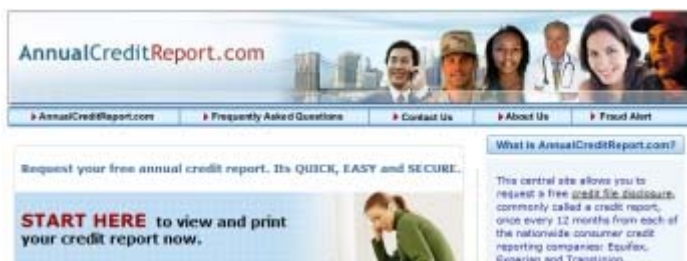 AnnualCreditReport.com
AnnualCreditReport.com
Frequently Asked Questions
Contact Us
About Us
Fraud Alert
Request your free annual credit report. Its QUICK, EASY and SECURE.
START HERE to view and print
your credit report now.
What is AnnualCreditReport.com?
This central site allows you to
request a free credit file disclosure,
commonly called a credit report,
once every 12 months from each of
the nationwide consumer credit
reporting companies: Equifax,
Experian and TransUnion